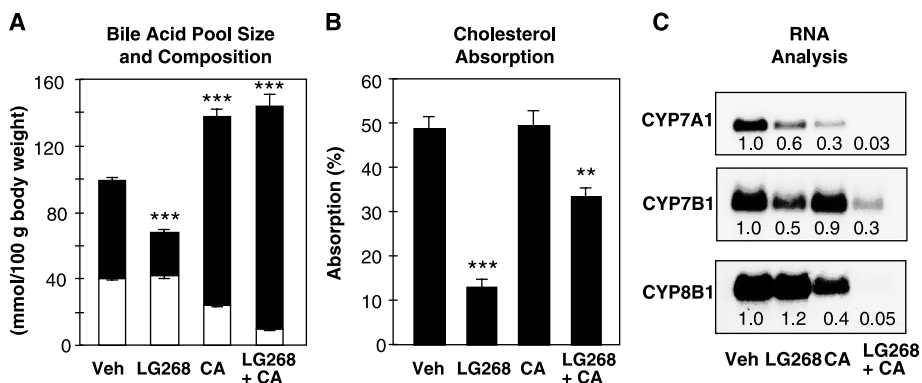 A
Bile Acid Pool Size
and Composition
(mmol/100 g body weight)
160
120
80
40
0
***
***
***
Veh
LG268
CA
LG268
+ CA
B
Cholesterol
Absorption
Absorption (%)
60
50
40
30
20
10
0
***
**
Veh
LG268
CA
LG268
+ CA
C
RNA
Analysis
CYP7A1
1.0 0.6 0.3 0.03
CYP7B1
1.0 0.5 0.9 0.3
CYP8B1
1.0 1.2 0.4 0.05
Veh LG268 CA LG268
+ CA